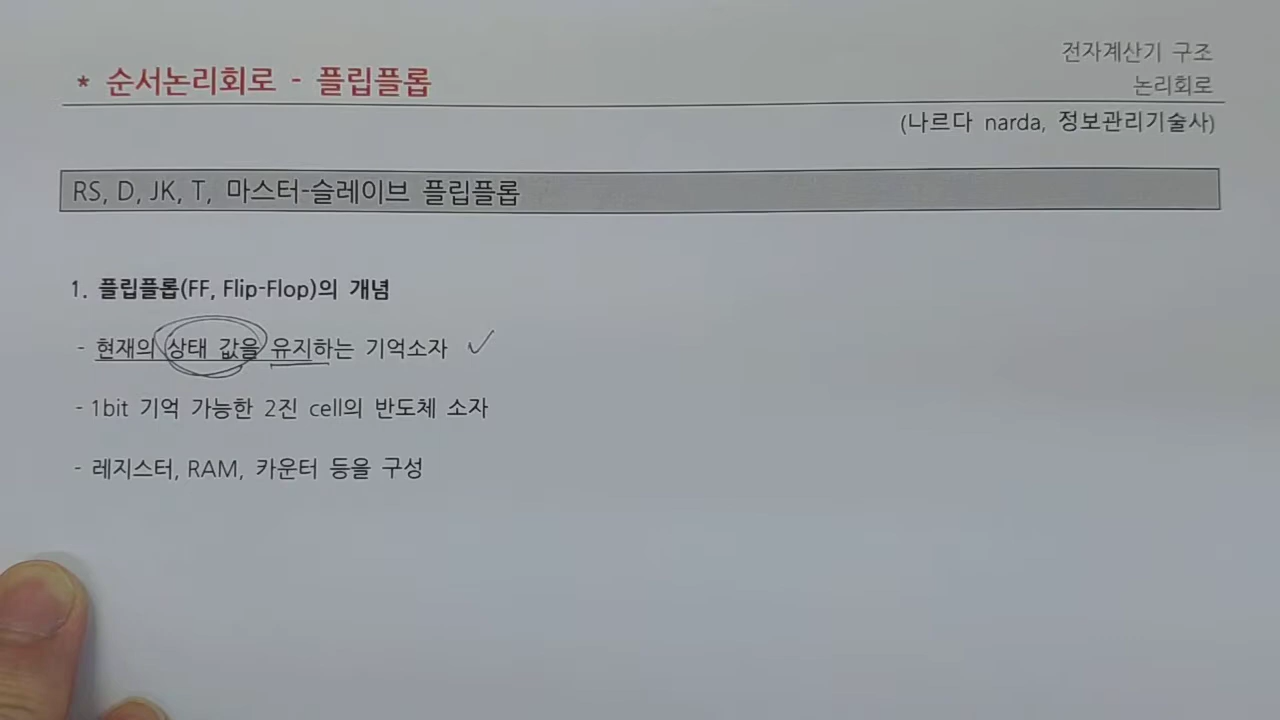 전자계산기 구조
* 순서논리회로 - 플립플롭
논리회로
(나르다 narda, 정보관리기술사)
RS, D, JK, T, 마스터-슬레이브 플립플롭
1. 플립플롭(FF, Flip-Flop)의 개념
- 현재의 상태 값을 유지하는 기억소자
- 1bit 기억 가능한 2진 cell의 반도체 소자
- 레지스터, RAM, 카운터 등을 구성